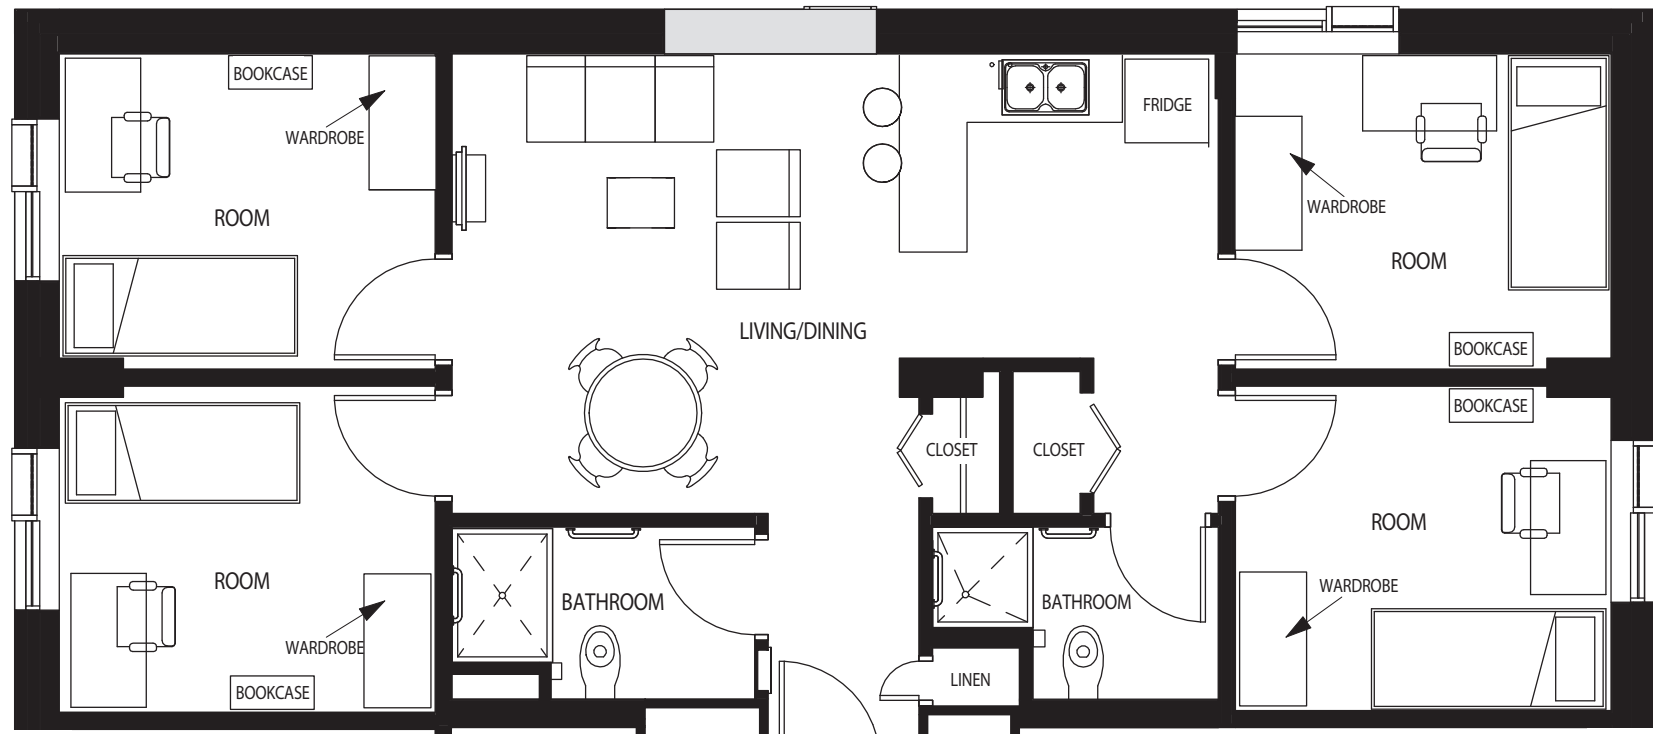 BOOKCASE
WARDROBE
ROOM
FRIDGE
WARDROBE
ROOM
LIVING/DINING
BOOKCASE
BOOKCASE
CLOSET
CLOSET
ROOM
ROOM
WARDROBE
BOOKCASE
BATHROOM
BATHROOM
LINEN
WARDROBE